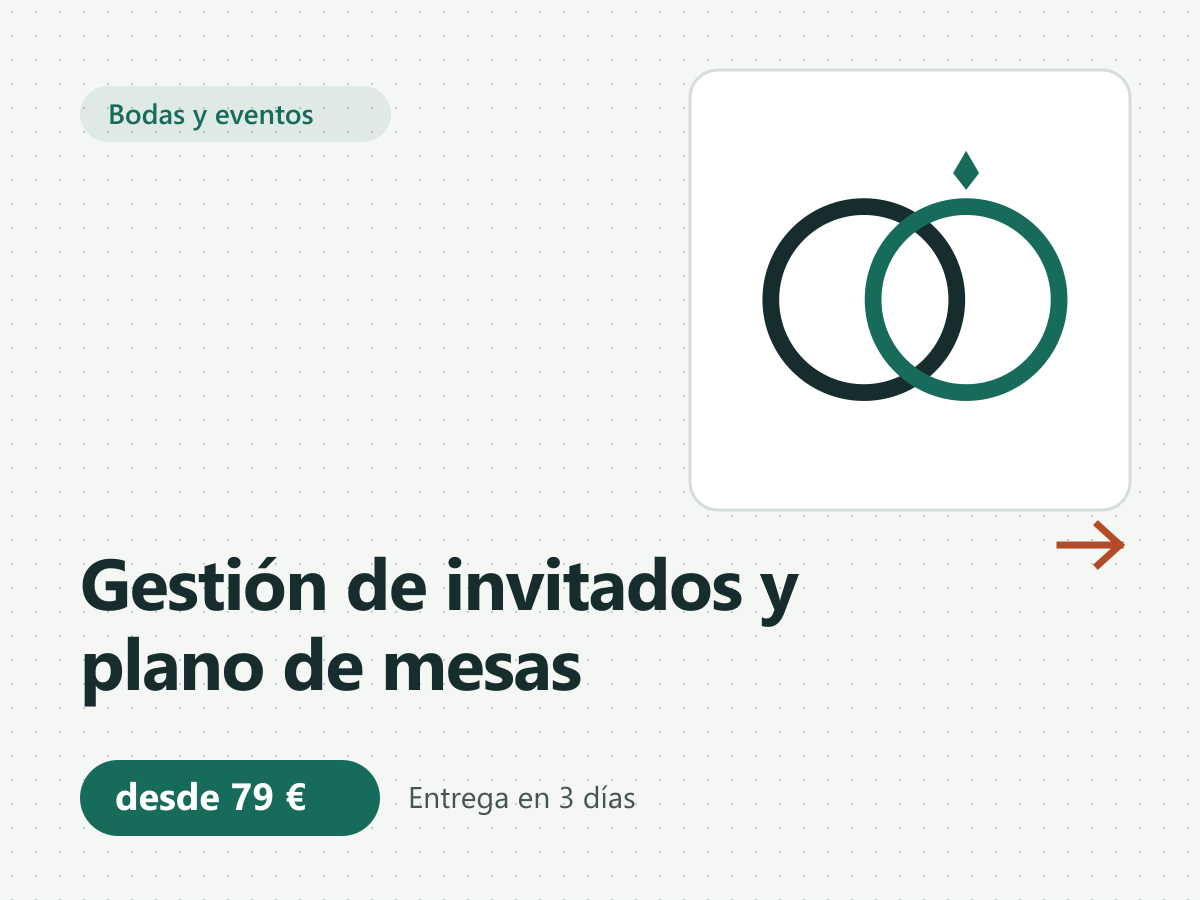 Bodas y eventos
Gestión de invitados y
plano de mesas
desde 79 €
Entrega en 3 días